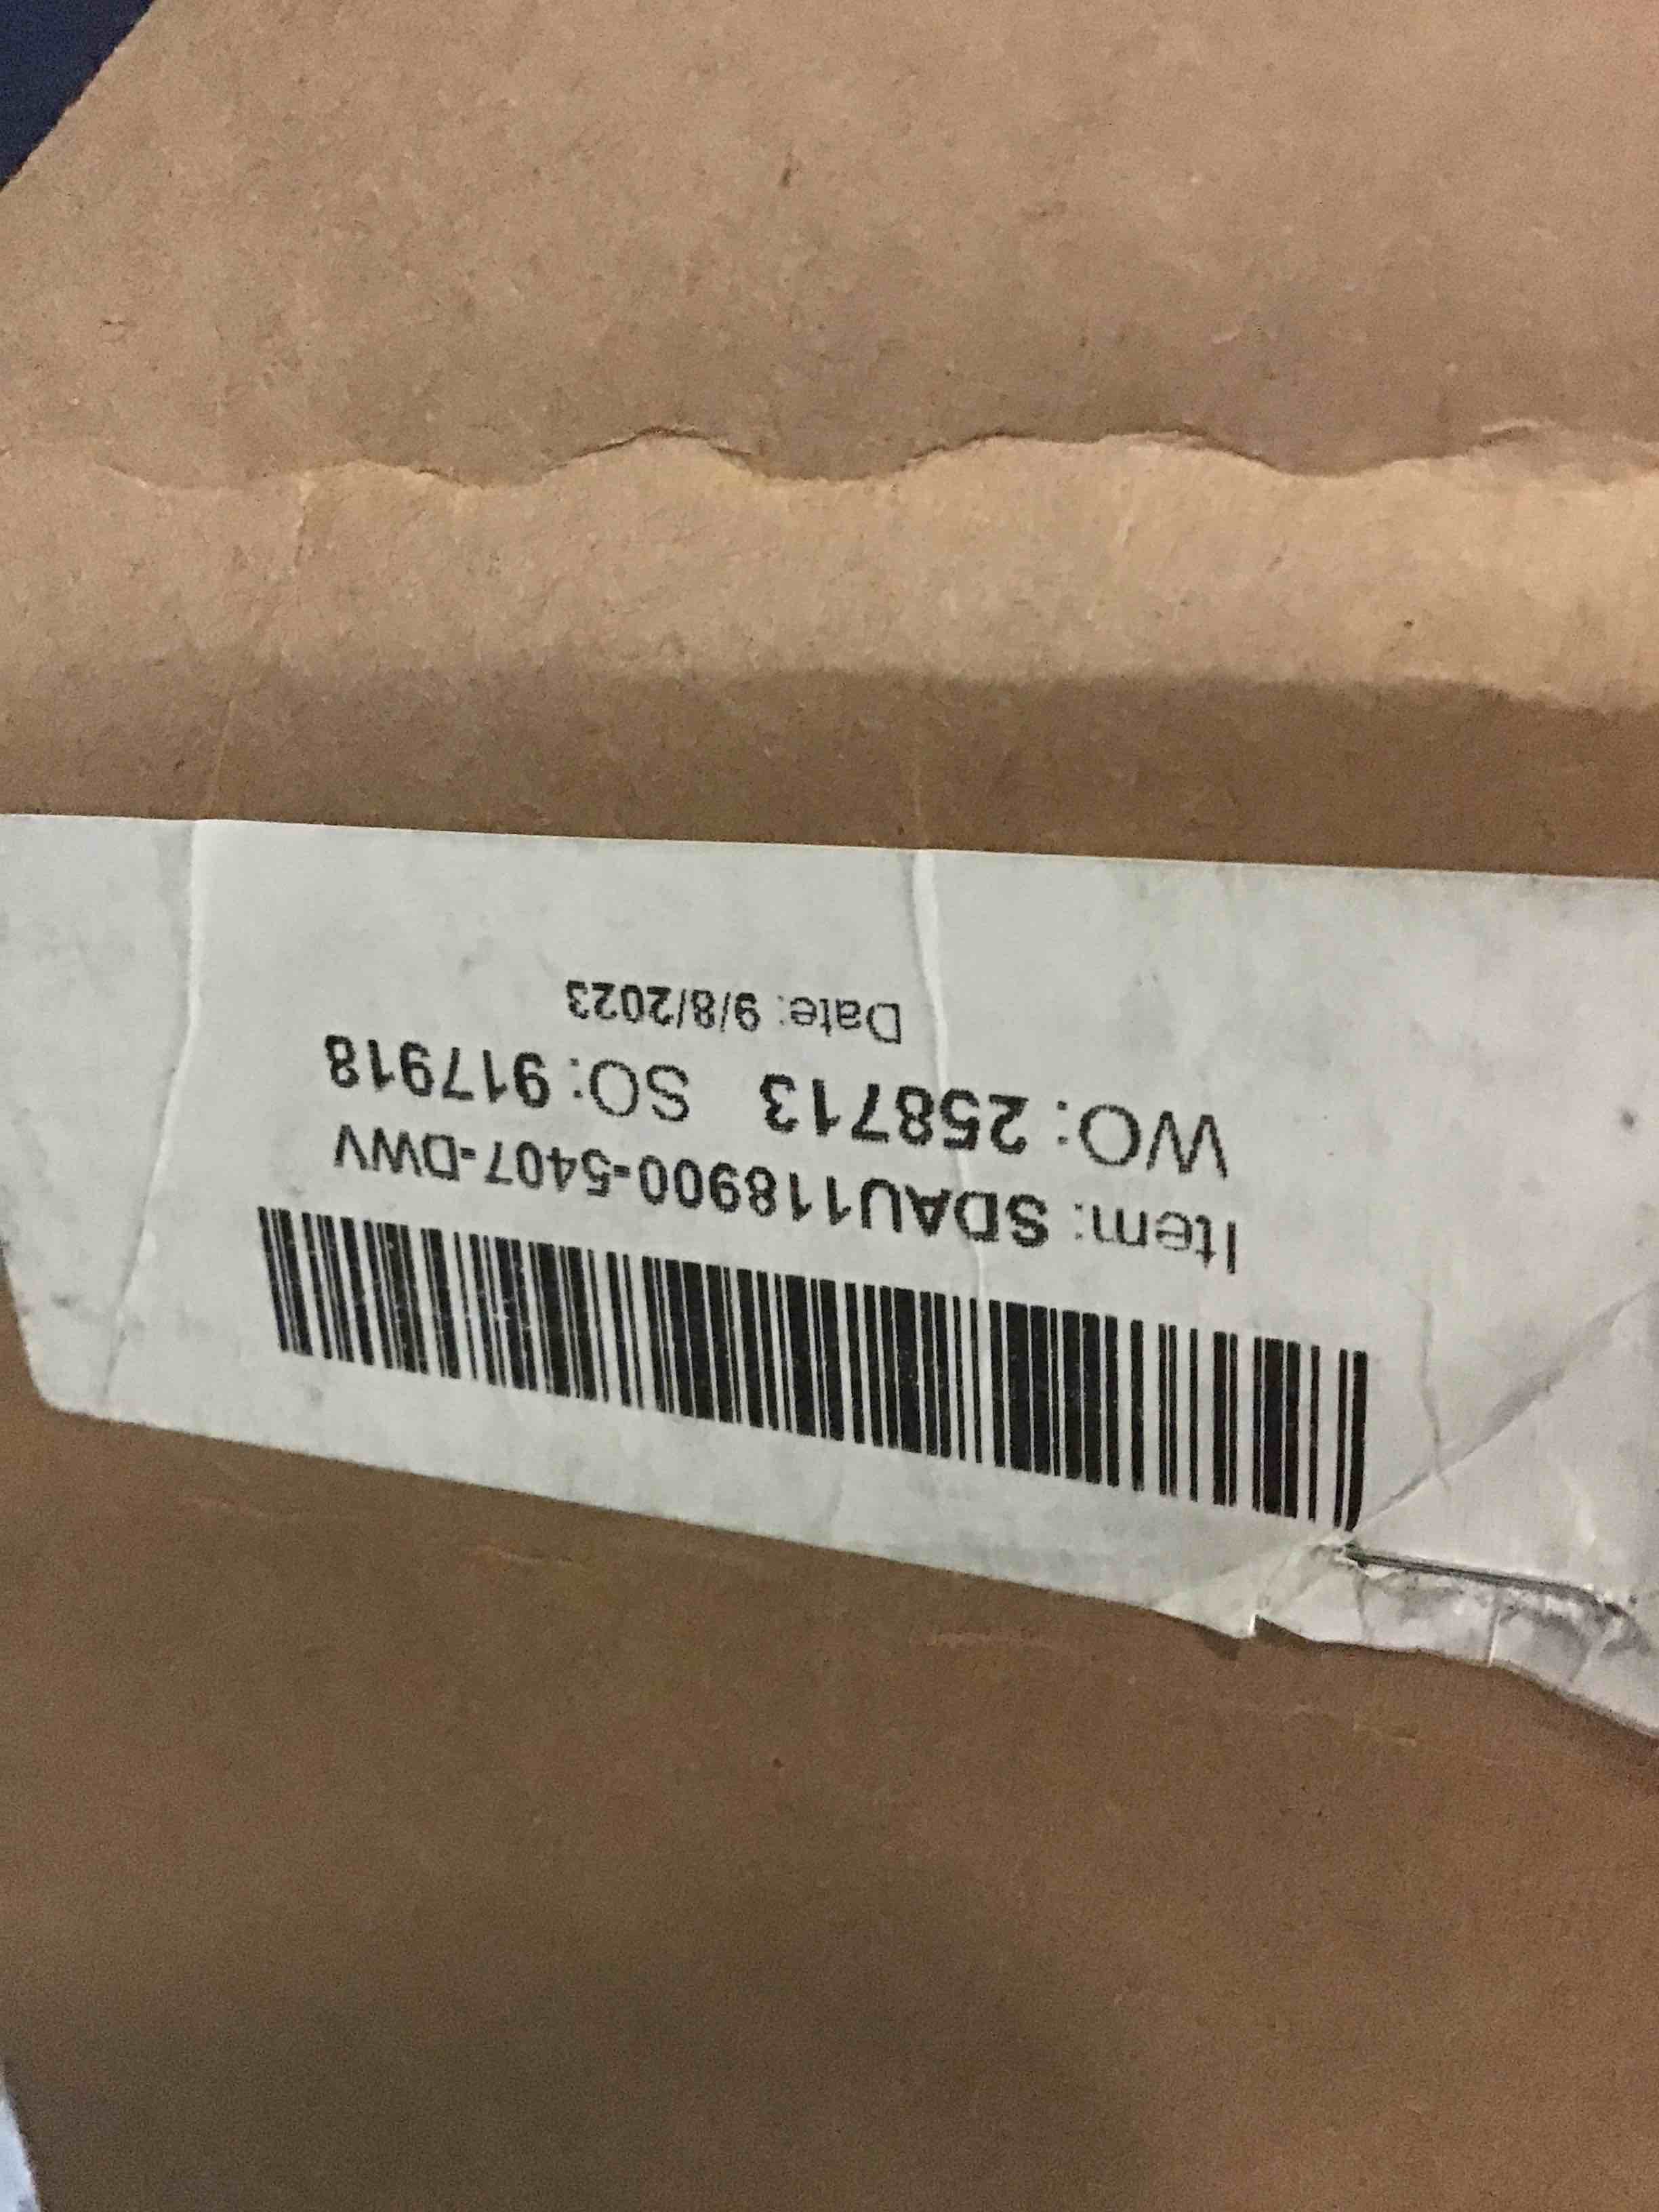 Item: SDAU118900-5407-DWV
WO: 258713 SO: 917918
Date: 9/8/2023